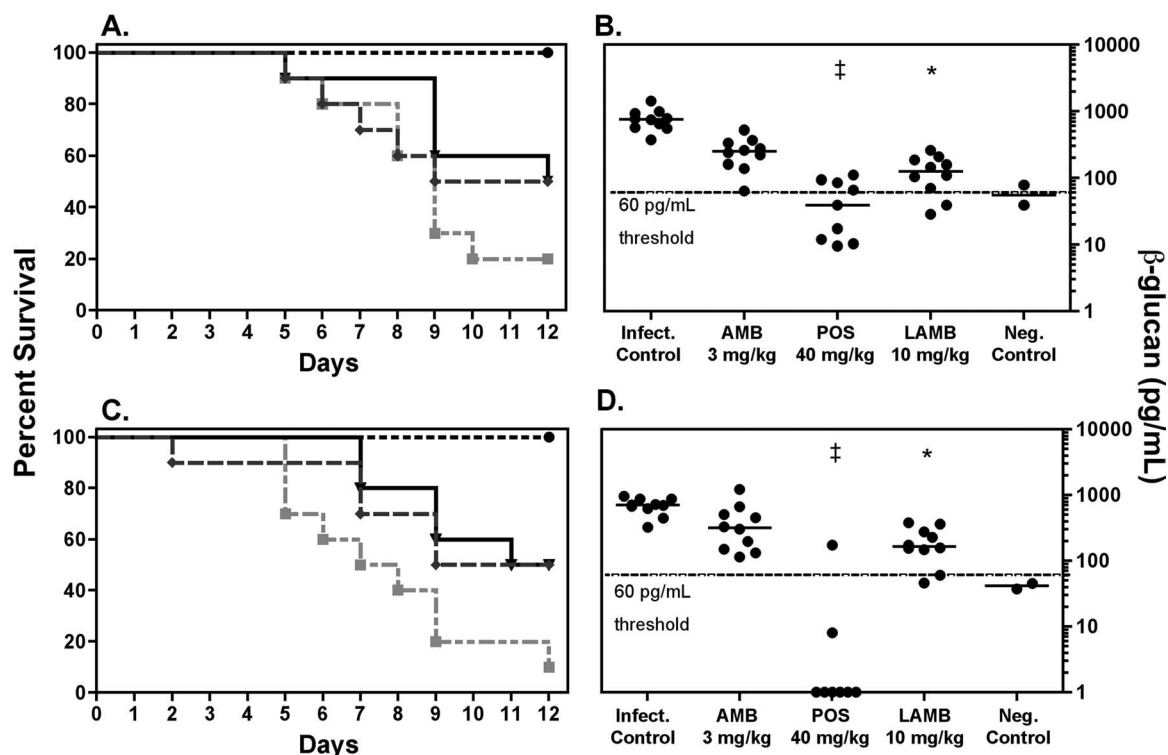 A.
100
80
60
40
20
0
0 1 2 3 4 5 6 7 8 9 10 11 12
Days
B.
10000
1000
100
10
1
‡ *
60 pg/mL
threshold
Infect. AMB POS LAMB Neg.
Control 3 mg/kg 40 mg/kg 10 mg/kg Control
Percent Survival
β-glucan (pg/mL)
C.
100
80
60
40
20
0
0 1 2 3 4 5 6 7 8 9 10 11 12
Days
D.
10000
1000
100
10
1
‡ *
60 pg/mL
threshold
Infect. AMB POS LAMB Neg.
Control 3 mg/kg 40 mg/kg 10 mg/kg Control